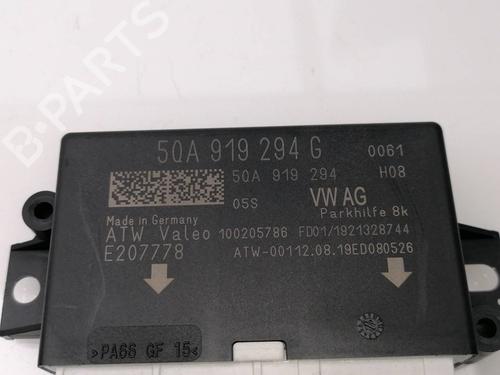 5QA 919 294 G
0061
5QA 919 294
H08
05S
VW AG
Parkhilfe 8k
Made in Germany
ATW Valeo 100205786 FD01/1921328744
E207778
ATW-00112.08.19ED080526
>PA66 GF 15<
B-PARTS